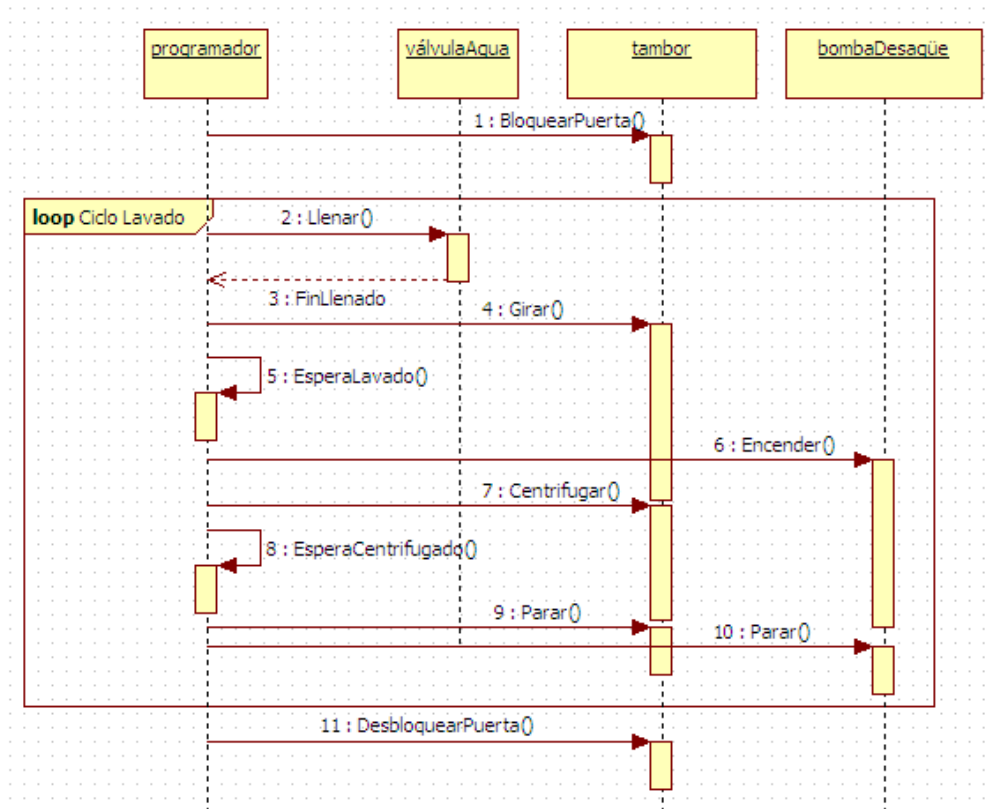 programador
válvulaAgua
tambor
bombaDesagüe
1 : BloquearPuerta()
loop Ciclo Lavado
2 : Llenar()
3 : FinLlenado
4 : Girar()
5 : EsperaLavado()
6 : Encender()
7 : Centrifugar()
8 : EsperaCentrifugado()
9 : Parar()
10 : Parar()
11 : DesbloquearPuerta()